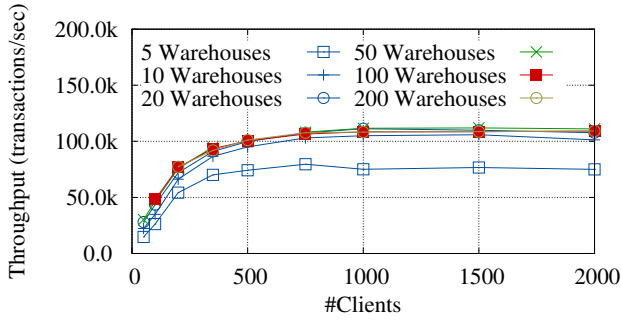 Throughput (transactions/sec)
200.0k
150.0k
100.0k
50.0k
0.0
5 Warehouses
10 Warehouses
20 Warehouses
50 Warehouses
100 Warehouses
200 Warehouses
0 500 1000 1500 2000
#Clients